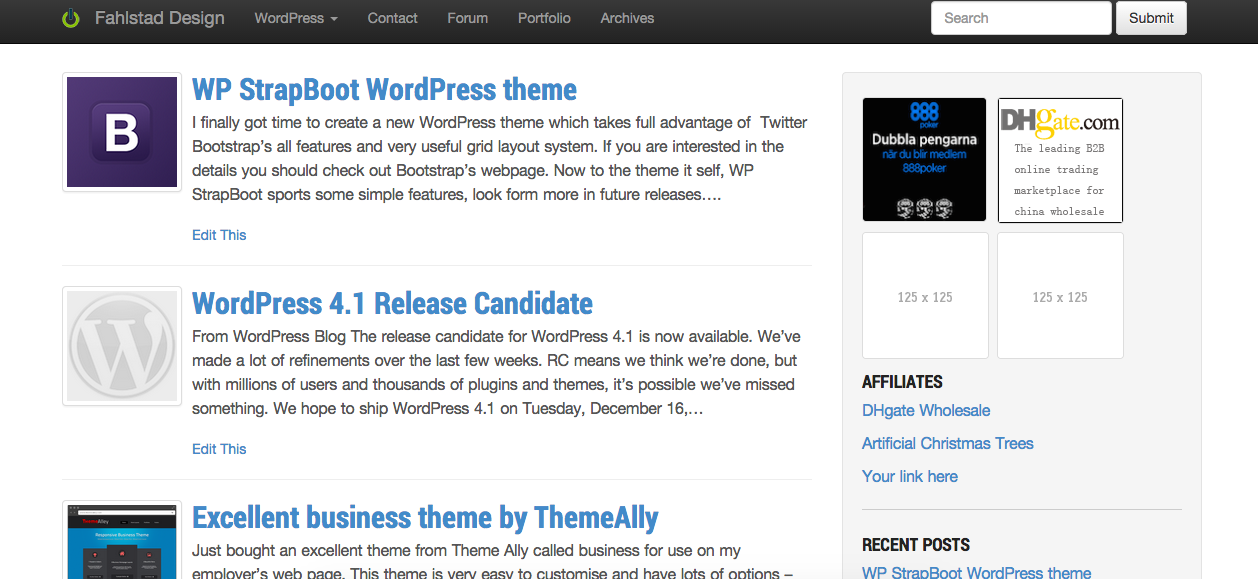 Fahlstad Design WordPress Contact Forum Portfolio Archives Search Submit
B
WP StrapBoot WordPress theme
I finally got time to create a new WordPress theme which takes full advantage of Twitter
Bootstrap’s all features and very useful grid layout system. If you are interested in the
details you should check out Bootstrap’s webpage. Now to the theme it self, WP
StrapBoot sports some simple features, look form more in future releases….
Edit This
WordPress 4.1 Release Candidate
From WordPress Blog The release candidate for WordPress 4.1 is now available. We’ve
made a lot of refinements over the last few weeks. RC means we think we’re done, but
with millions of users and thousands of plugins and themes, it’s possible we’ve missed
something. We hope to ship WordPress 4.1 on Tuesday, December 16,…
Edit This
ThemeAlley
Responsive Business Theme
Excellent business theme by ThemeAlly
Just bought an excellent theme from Theme Ally called business for use on my
employer’s web page. This theme is very easy to customise and have lots of options –
888
poker
Dubbla pengarna
när du blir medlem
888poker
DHgate.com
The leading B2B
online trading
marketplace for
china wholesale
125 x 125
125 x 125
AFFILIATES
DHgate Wholesale
Artificial Christmas Trees
Your link here
RECENT POSTS
WP StrapBoot WordPress theme